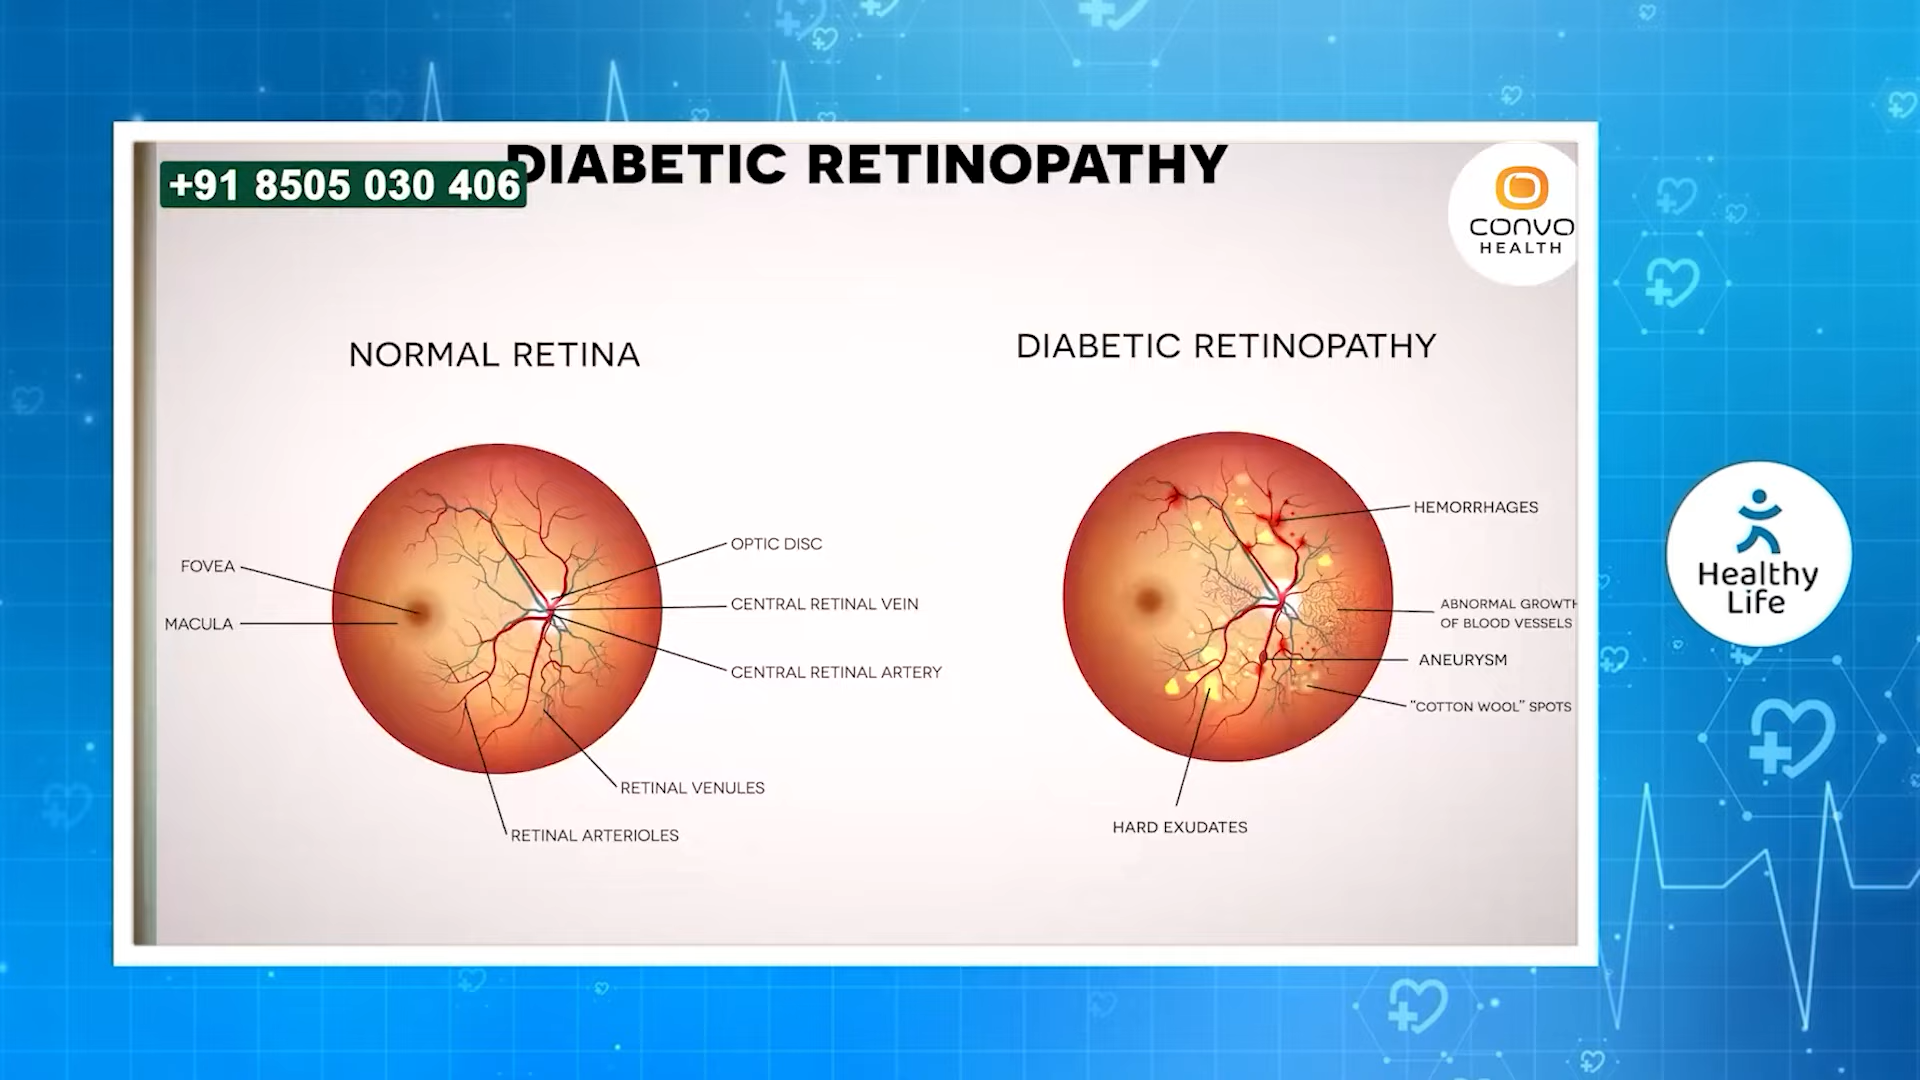 DIABETIC RETINOPATHY
+91 8505 030 406
CONVO
HEALTH
NORMAL RETINA
DIABETIC RETINOPATHY
HEMORRHAGES
OPTIC DISC
FOVEA
CENTRAL RETINAL VEIN
ABNORMAL GROWTH
OF BLOOD VESSELS
MACULA
ANEURYSM
CENTRAL RETINAL ARTERY
"COTTON WOOL" SPOTS
RETINAL VENULES
HARD EXUDATES
RETINAL ARTERIOLES
Healthy
Life